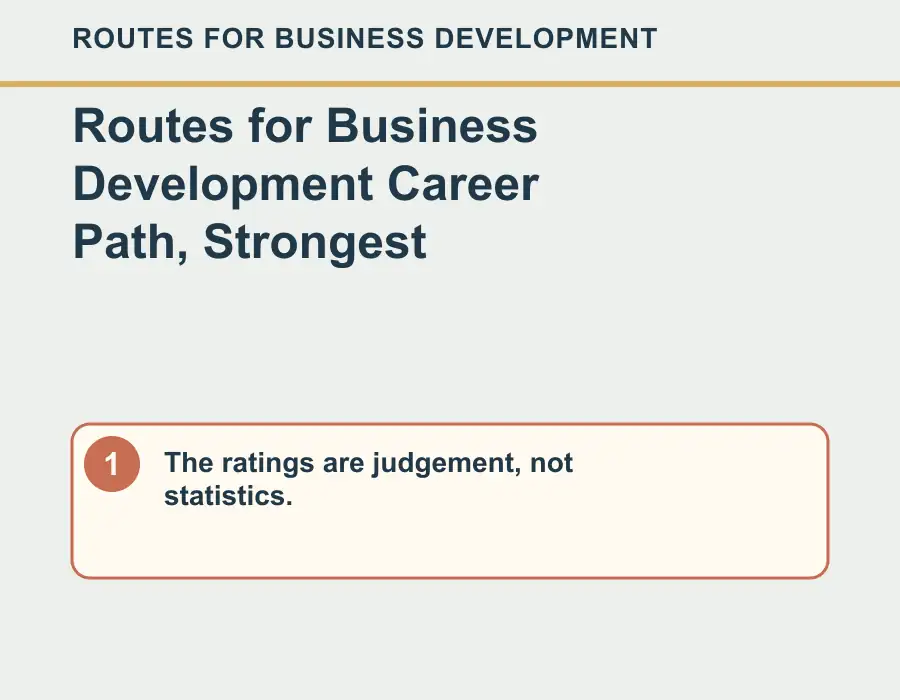 ROUTES FOR BUSINESS DEVELOPMENT
Routes for Business
Development Career
Path, Strongest
1
The ratings are judgement, not
statistics.